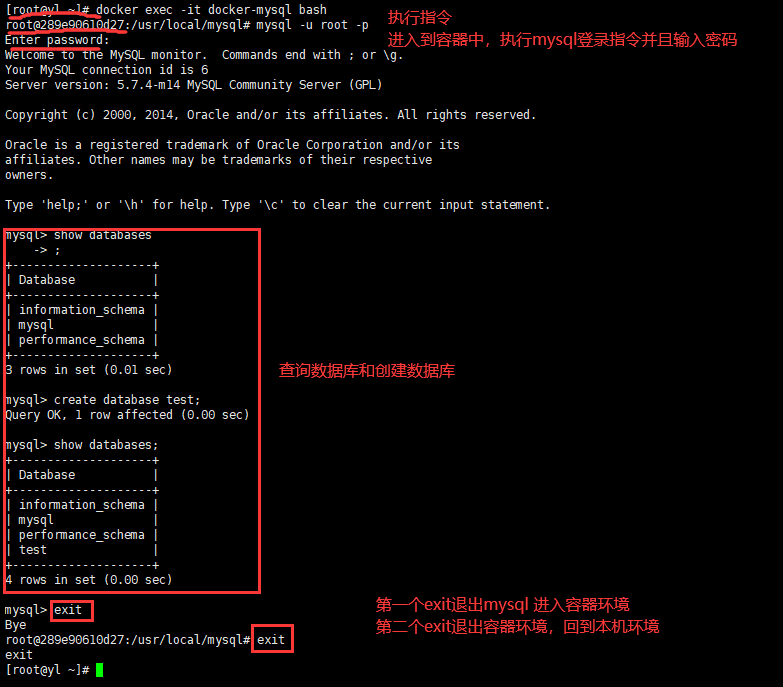 [root@yl ~]# docker exec -it docker-mysql bash
执行指令
root@289e90610d27:/usr/local/mysql# mysql -u root -p
进入到容器中，执行mysql登录指令并且输入密码
Enter password:
Welcome to the MySQL monitor.  Commands end with ; or \g.
Your MySQL connection id is 6
Server version: 5.7.4-m14 MySQL Community Server (GPL)
Copyright (c) 2000, 2014, Oracle and/or its affiliates. All rights reserved.
Oracle is a registered trademark of Oracle Corporation and/or its
affiliates. Other names may be trademarks of their respective
owners.
Type 'help;' or '\h' for help. Type '\c' to clear the current input statement.
mysql> show databases
    -> ;
+--------------------+
| Database           |
+--------------------+
| information_schema |
| mysql              |
| performance_schema |
+--------------------+
3 rows in set (0.01 sec)
查询数据库和创建数据库
mysql> create database test;
Query OK, 1 row affected (0.00 sec)
mysql> show databases;
+--------------------+
| Database           |
+--------------------+
| information_schema |
| mysql              |
| performance_schema |
| test               |
+--------------------+
4 rows in set (0.00 sec)
mysql> exit
第一个exit退出mysql 进入容器环境
Bye
第二个exit退出容器环境，回到本机环境
root@289e90610d27:/usr/local/mysql# exit
exit
[root@yl ~]#